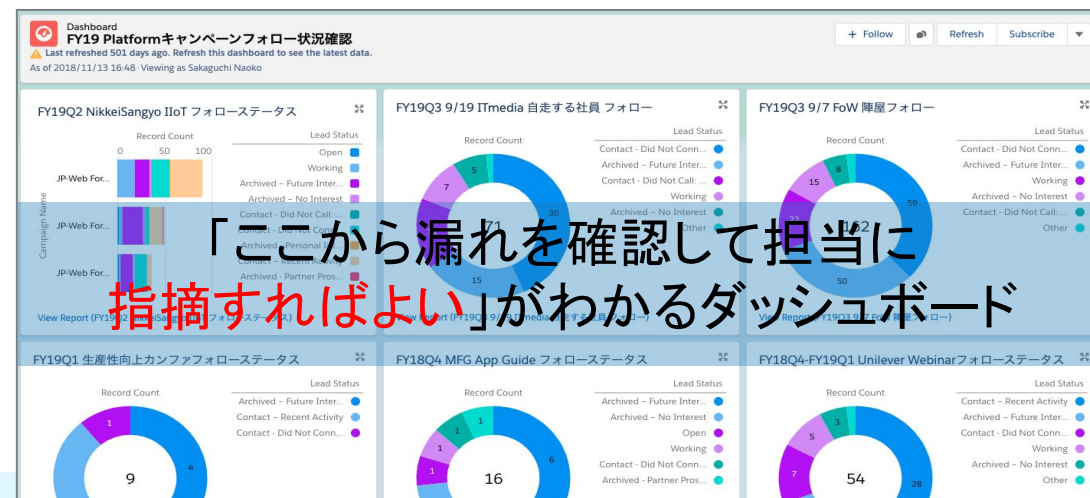 Dashboard
FY19 Platformキャンペーンフォロー状況確認
Last refreshed 501 days ago. Refresh this dashboard to see the latest data.
As of 2018/11/13 16:48·Viewing as Sakaguchi Naoko
+ Follow
Refresh
Subscribe
FY19Q2 NikkeiSangyo IIoT フォローステータス
Record Count
0 50 100
Campaign Name
JP-Web For...
JP-Web For...
JP-Web For...
Lead Status
Open
Working
Archived – Future Inter...
Archived – No Interest
Contact - Did Not Call: ...
Contact - Did Not Conn...
Contact – Recent Activity
Archived - Partner Pros...
FY19Q3 9/19 ITmedia 自走する社員 フォロー
Record Count
5
7
30
71
15
Lead Status
Contact - Did Not Conn...
Archived – Future Inter...
Contact - Did Not Call: ...
Working
Archived – No Interest
Other
FY19Q3 9/7 FoW 陣屋フォロー
Record Count
8
15
59
22
162
50
Lead Status
Contact - Did Not Conn...
Archived – Future Inter...
Working
Archived – No Interest
Contact - Did Not Call: ...
Other
「ここから漏れを確認して担当に
指摘すればよい」がわかるダッシュボード
FY19Q1 生産性向上カンファフォローステータス
Record Count
1
4
9
Lead Status
Archived – Future Inter...
Contact – Recent Activity
Contact - Did Not Conn...
FY18Q4 MFG App Guide フォローステータス
Record Count
1
1
1
1
6
16
Lead Status
Archived – Future Inter...
Archived – No Interest
Open
Working
Contact - Did Not Conn...
Archived - Partner Pros...
FY18Q4-FY19Q1 Unilever Webinarフォローステータス
Record Count
3
5
7
28
54
Lead Status
Contact – Recent Activity
Archived – Future Inter...
Contact - Did Not Conn...
Working
Archived – No Interest
Other